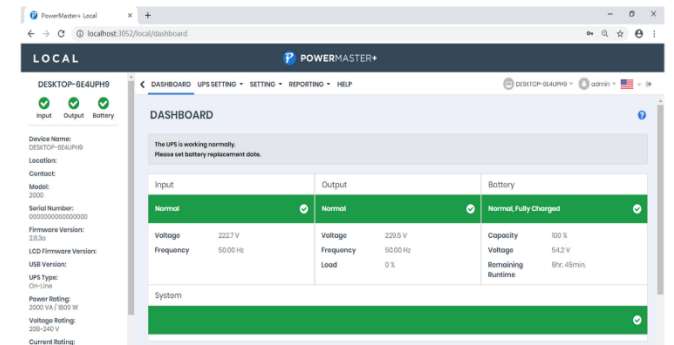 PowerMaster+ Local
localhost:3052/local/dashboard
LOCAL
POWERMASTER+
DESKTOP-6E4UPH9
Input Output Battery
Device Name:
DESKTOP-6E4UPH9
Location:
Contact:
Model:
2000
Serial Number:
Firmware Version:
2.8.3a
LCD Firmware Version:
USB Version:
UPS Type:
On-Line
Power Rating:
2000 VA / 1800 W
Voltage Rating:
208-240 V
Current Rating:
DASHBOARD UPS SETTING SETTING REPORTING HELP
DESKTOP-6E4UPH9 admin
DASHBOARD
The UPS is working normally.
Please set battery replacement date.
Input
Normal
Voltage 222.7 V
Frequency 50.00 Hz
Output
Normal
Voltage 229.5 V
Frequency 50.00 Hz
Load 0 %
Battery
Normal, Fully Charged
Capacity 100 %
Voltage 54.2 V
Remaining Runtime 9hr. 45min.
System